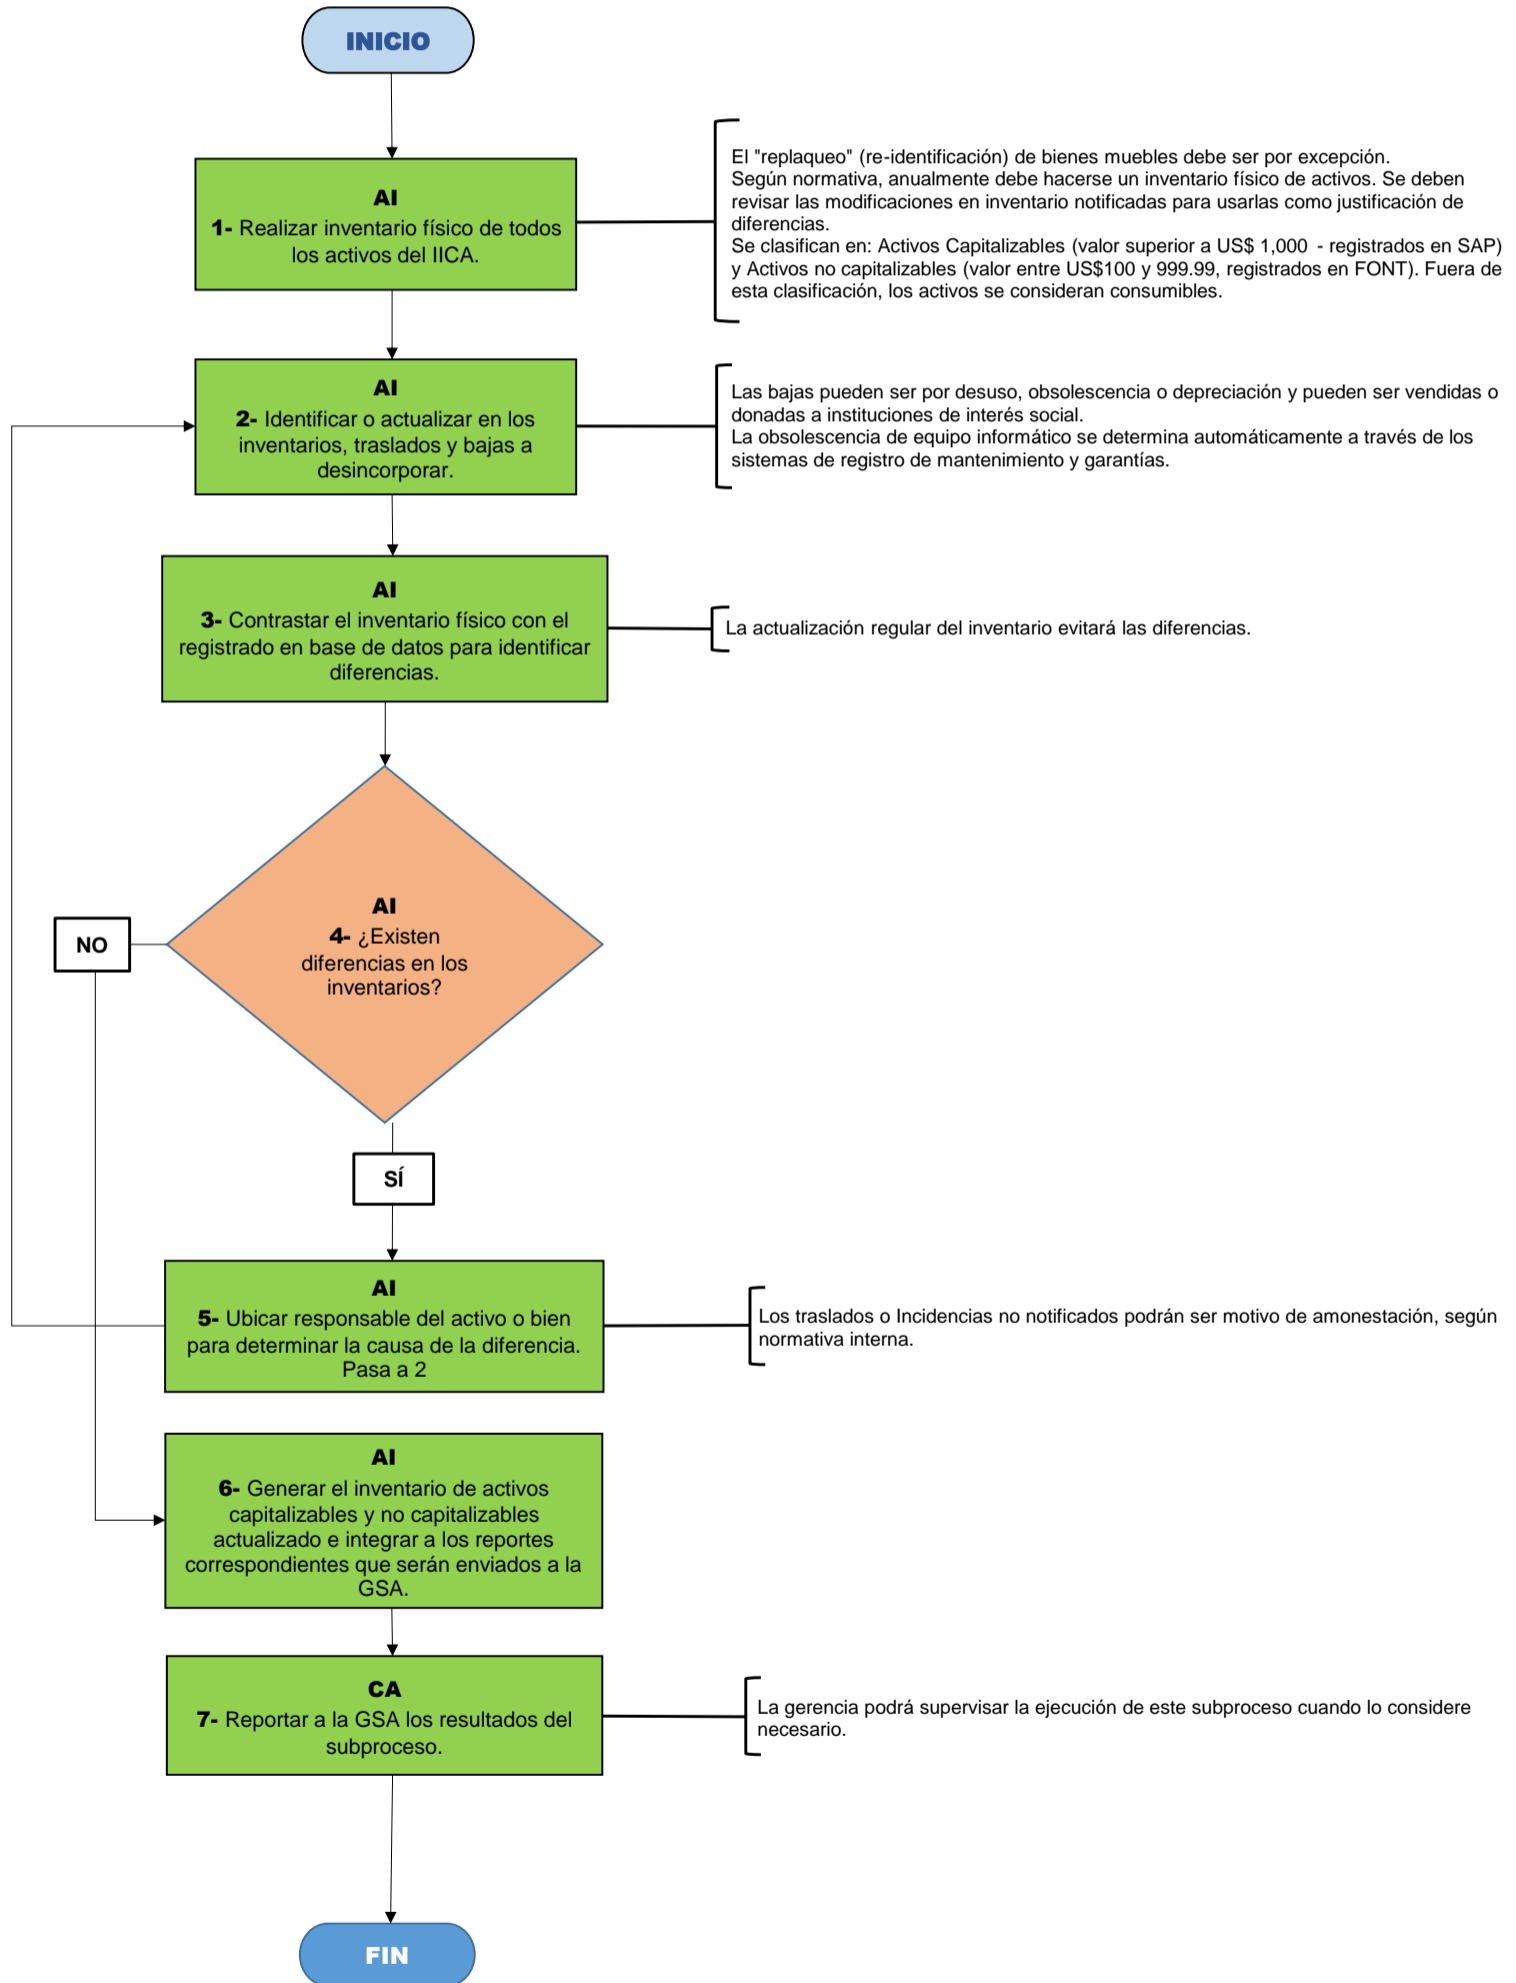 INICIO
AI
1- Realizar inventario físico de todos
los activos del IICA.
El "replaqueo" (re-identificación) de bienes muebles debe ser por excepción.
Según normativa, anualmente debe hacerse un inventario físico de activos. Se deben
revisar las modificaciones en inventario notificadas para usarlas como justificación de
diferencias.
Se clasifican en: Activos Capitalizables (valor superior a US$ 1,000 - registrados en SAP)
y Activos no capitalizables (valor entre US$100 y 999.99, registrados en FONT). Fuera de
esta clasificación, los activos se consideran consumibles.
AI
2- Identificar o actualizar en los
inventarios, traslados y bajas a
desincorporar.
Las bajas pueden ser por desuso, obsolescencia o depreciación y pueden ser vendidas o
donadas a instituciones de interés social.
La obsolescencia de equipo informático se determina automáticamente a través de los
sistemas de registro de mantenimiento y garantías.
AI
3- Contrastar el inventario físico con el
registrado en base de datos para identificar
diferencias.
La actualización regular del inventario evitará las diferencias.
AI
4- ¿Existen
diferencias en los
inventarios?
NO
SÍ
AI
5- Ubicar responsable del activo o bien
para determinar la causa de la diferencia.
Pasa a 2
Los traslados o Incidencias no notificados podrán ser motivo de amonestación, según
normativa interna.
AI
6- Generar el inventario de activos
capitalizables y no capitalizables
actualizado e integrar a los reportes
correspondientes que serán enviados a la
GSA.
CA
7- Reportar a la GSA los resultados del
subproceso.
La gerencia podrá supervisar la ejecución de este subproceso cuando lo considere
necesario.
FIN